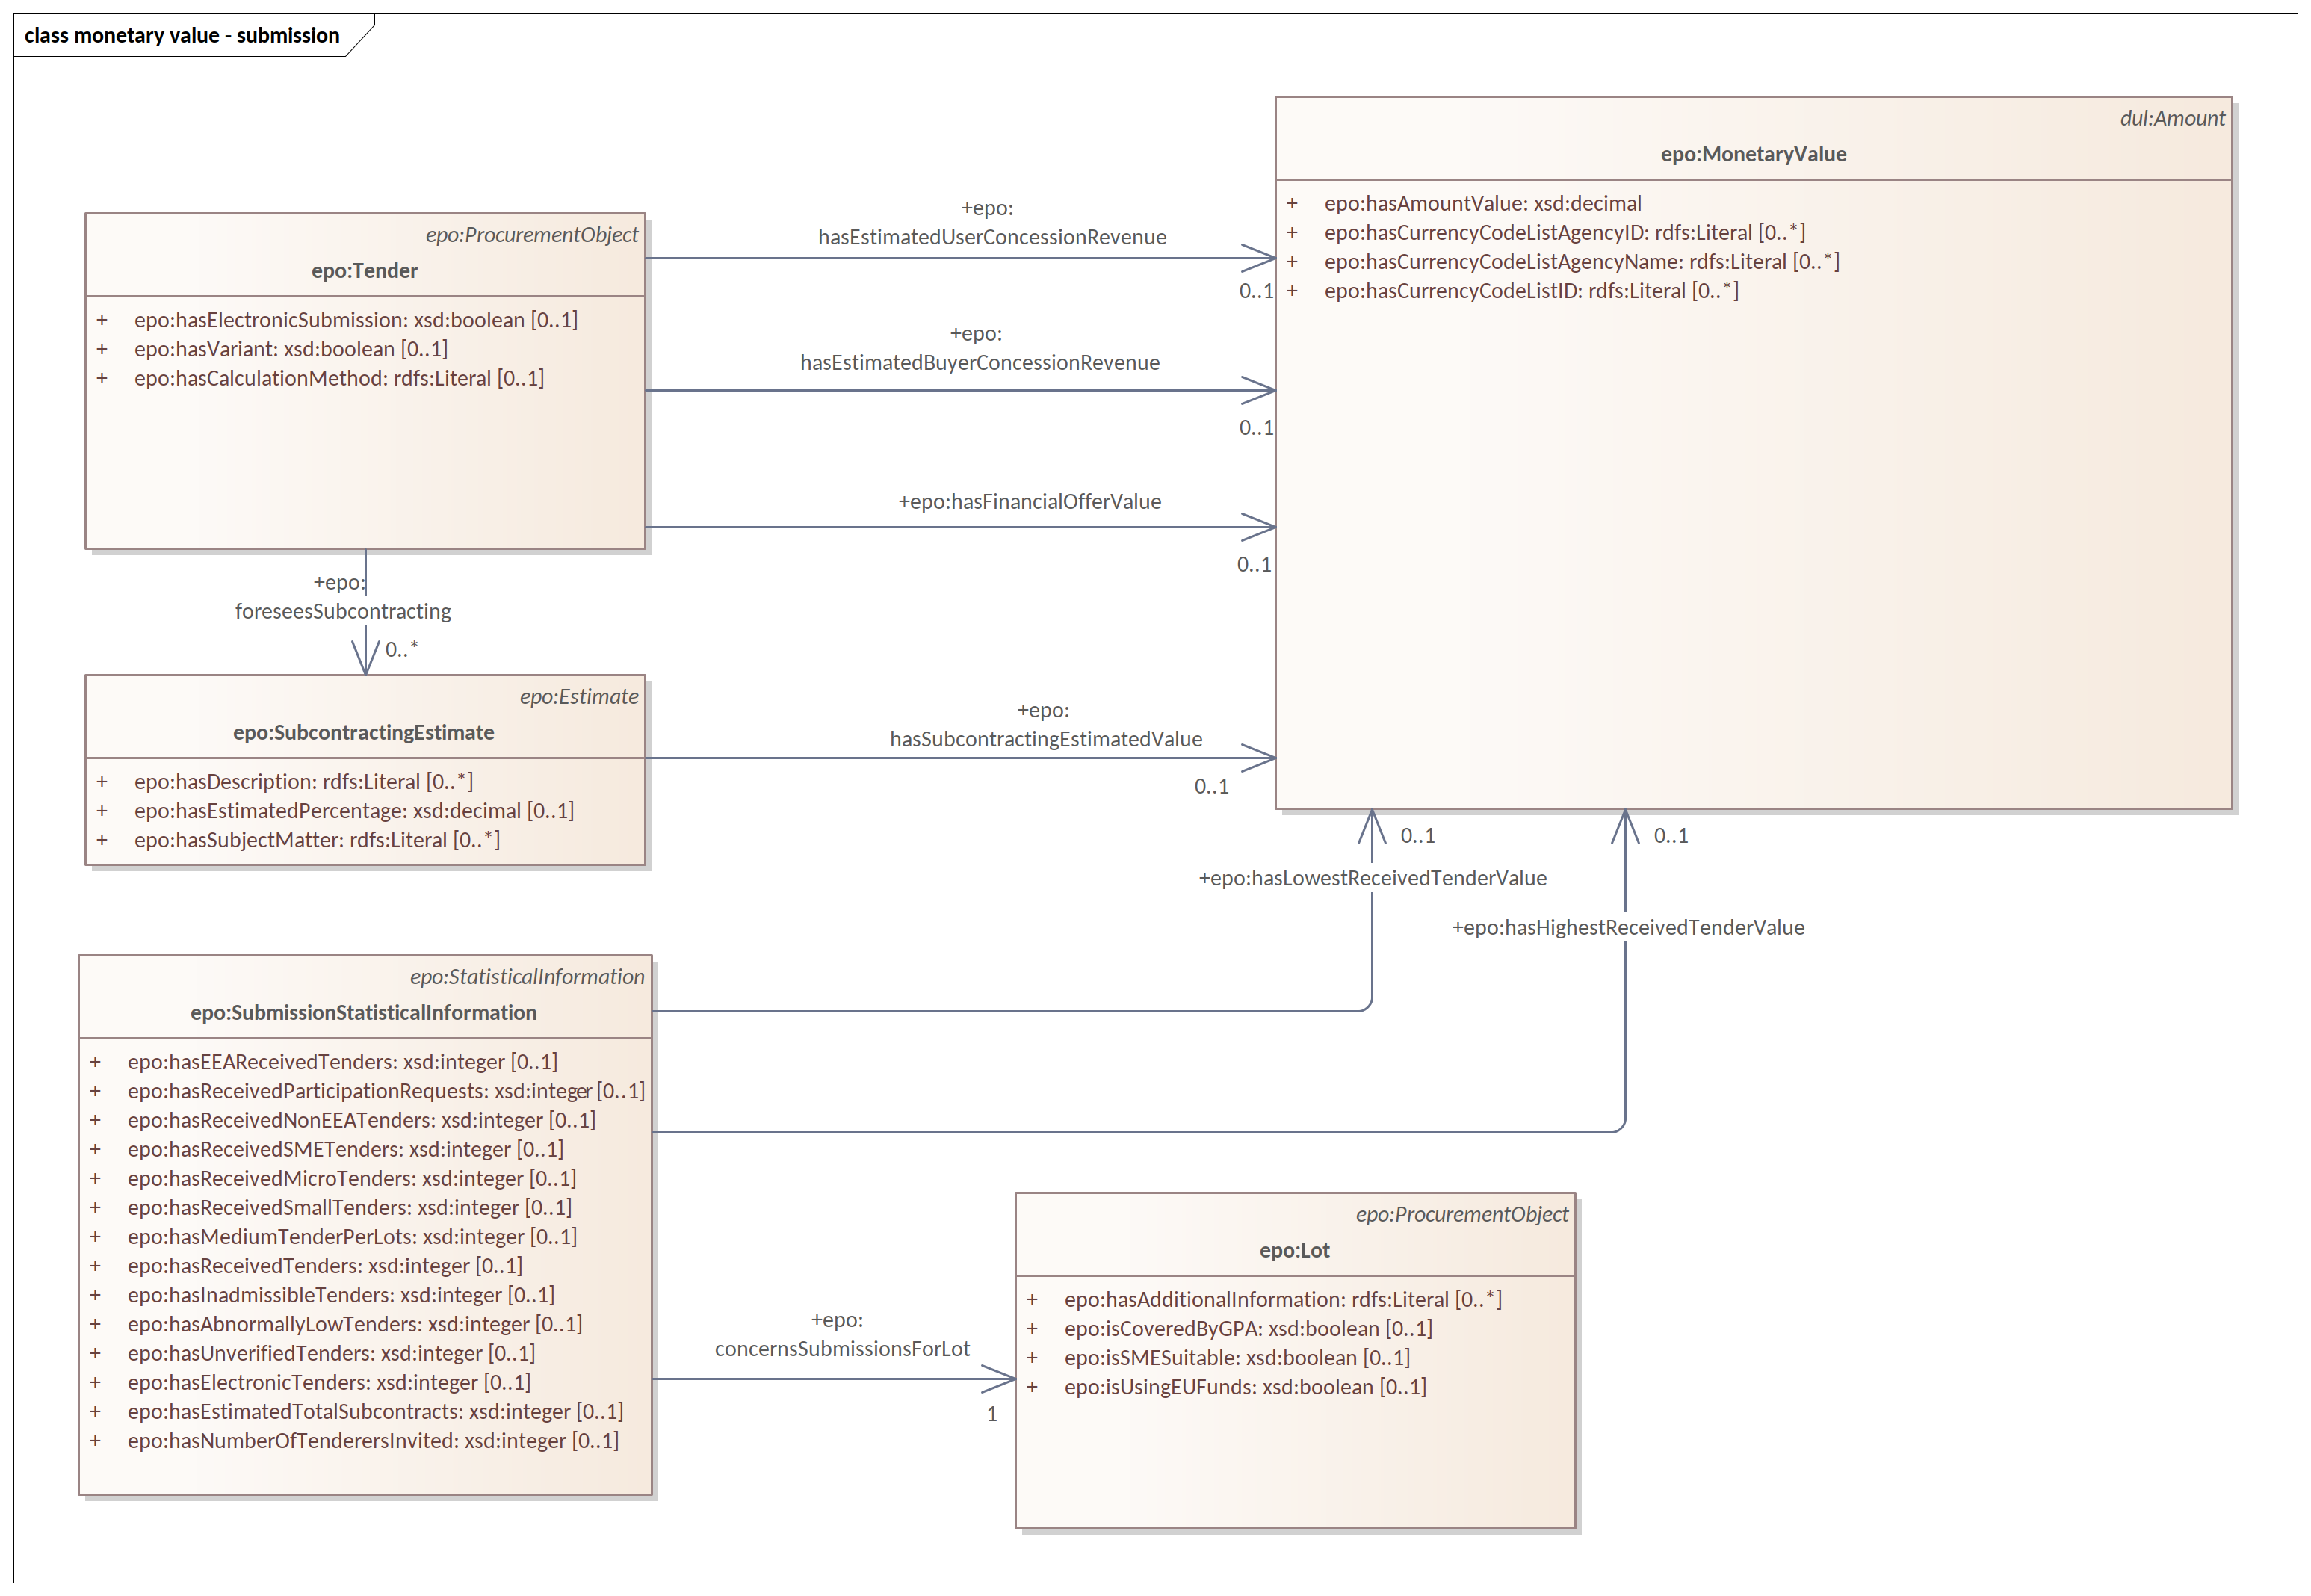 class monetary value - submission
dul:Amount
epo:MonetaryValue
+ epo:hasAmountValue: xsd:decimal
+ epo:hasCurrencyCodeListAgencyID: rdfs:Literal [0..*]
+ epo:hasCurrencyCodeListAgencyName: rdfs:Literal [0..*]
+ epo:hasCurrencyCodeListID: rdfs:Literal [0..*]
epo:ProcurementObject
epo:Tender
+ epo:hasElectronicSubmission: xsd:boolean [0..1]
+ epo:hasVariant: xsd:boolean [0..1]
+ epo:hasCalculationMethod: rdfs:Literal [0..1]
+epo:
hasEstimatedUserConcessionRevenue
0..1
+epo:
hasEstimatedBuyerConcessionRevenue
0..1
+epo:hasFinancialOfferValue
0..1
+epo:
foreseesSubcontracting
0..*
epo:Estimate
epo:SubcontractingEstimate
+ epo:hasDescription: rdfs:Literal [0..*]
+ epo:hasEstimatedPercentage: xsd:decimal [0..1]
+ epo:hasSubjectMatter: rdfs:Literal [0..*]
+epo:
hasSubcontractingEstimatedValue
0..1
0..1
+epo:hasLowestReceivedTenderValue
0..1
+epo:hasHighestReceivedTenderValue
epo:StatisticalInformation
epo:SubmissionStatisticalInformation
+ epo:hasEEAReceivedTenders: xsd:integer [0..1]
+ epo:hasReceivedParticipationRequests: xsd:integer [0..1]
+ epo:hasReceivedNonEEATenders: xsd:integer [0..1]
+ epo:hasReceivedSMETenders: xsd:integer [0..1]
+ epo:hasReceivedMicroTenders: xsd:integer [0..1]
+ epo:hasReceivedSmallTenders: xsd:integer [0..1]
+ epo:hasMediumTenderPerLots: xsd:integer [0..1]
+ epo:hasReceivedTenders: xsd:integer [0..1]
+ epo:hasInadmissibleTenders: xsd:integer [0..1]
+ epo:hasAbnormallyLowTenders: xsd:integer [0..1]
+ epo:hasUnverifiedTenders: xsd:integer [0..1]
+ epo:hasElectronicTenders: xsd:integer [0..1]
+ epo:hasEstimatedTotalSubcontracts: xsd:integer [0..1]
+ epo:hasNumberOfTenderersInvited: xsd:integer [0..1]
+epo:
concernsSubmissionsForLot
1
epo:ProcurementObject
epo:Lot
+ epo:hasAdditionalInformation: rdfs:Literal [0..*]
+ epo:isCoveredByGPA: xsd:boolean [0..1]
+ epo:isSMESuitable: xsd:boolean [0..1]
+ epo:isUsingEUFunds: xsd:boolean [0..1]